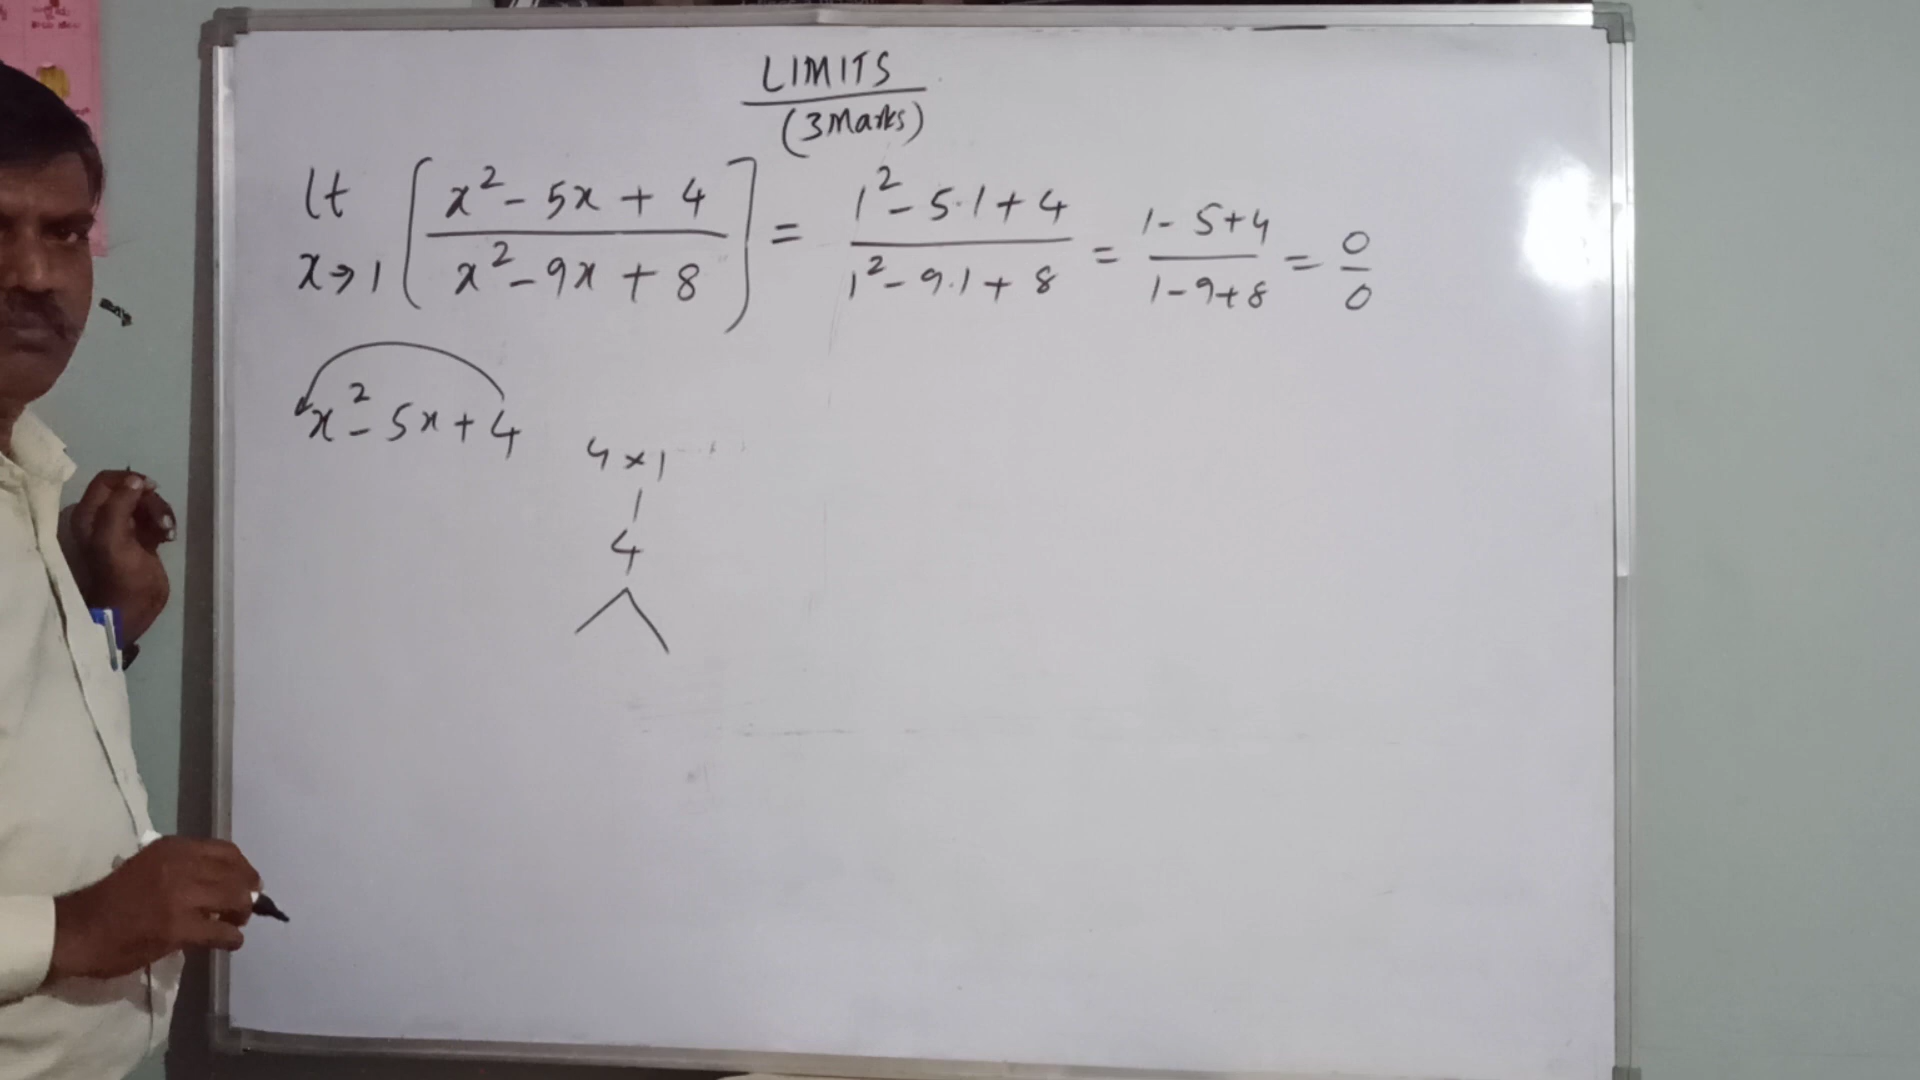 LIMITS
(3 Marks)
lt x→1 [ (x² - 5x + 4) / (x² - 9x + 8) ] = (1² - 5·1 + 4) / (1² - 9·1 + 8) = (1 - 5 + 4) / (1 - 9 + 8) = 0/0
x² - 5x + 4
4 × 1
4